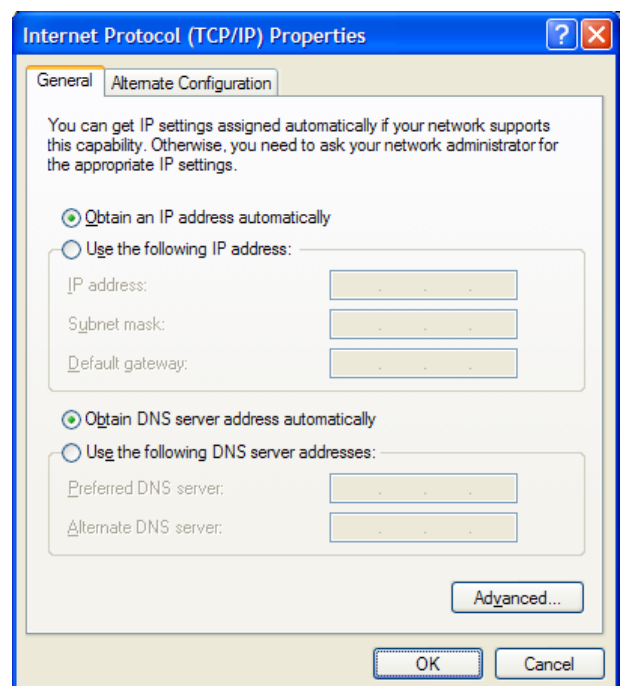 Internet Protocol (TCP/IP) Properties
General
Alternate Configuration
You can get IP settings assigned automatically if your network supports
this capability. Otherwise, you need to ask your network administrator for
the appropriate IP settings.
Obtain an IP address automatically
Use the following IP address:
IP address:
Subnet mask:
Default gateway:
Obtain DNS server address automatically
Use the following DNS server addresses:
Preferred DNS server:
Alternate DNS server:
Advanced...
OK
Cancel